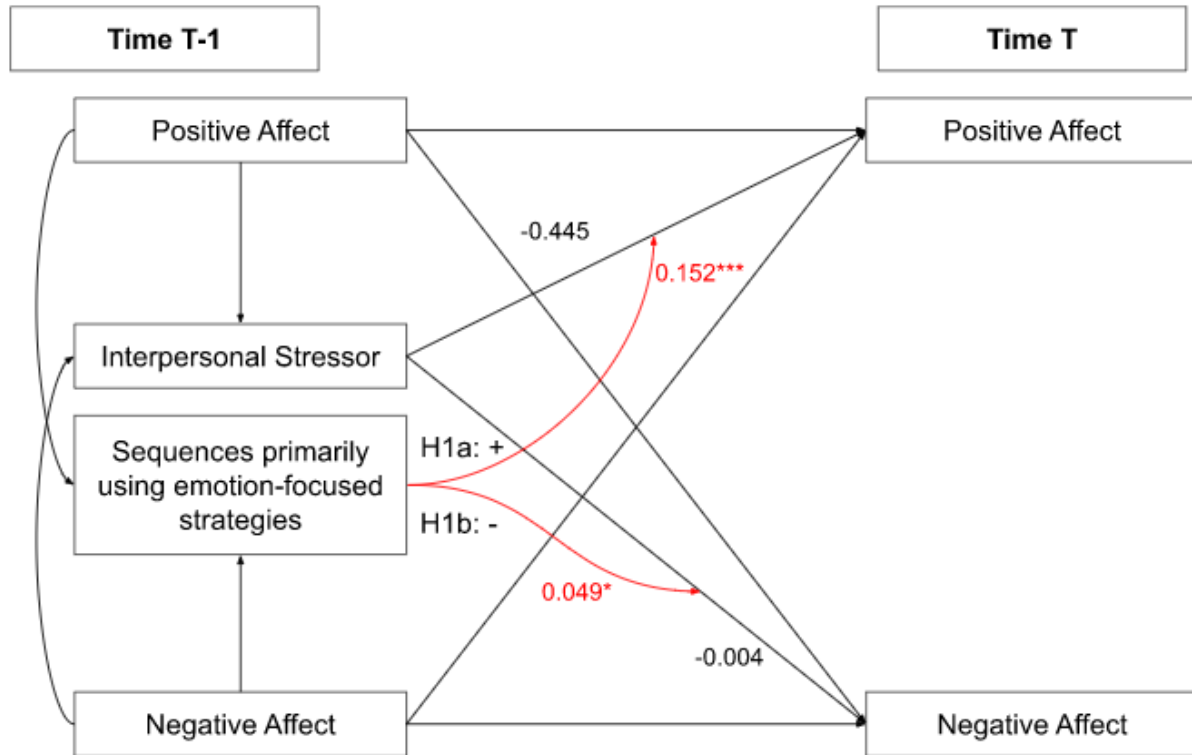 Time T-1
Time T
Positive Affect
Positive Affect
-0.445
0.152***
Interpersonal Stressor
Sequences primarily
using emotion-focused
strategies
H1a: +
H1b: -
0.049*
-0.004
Negative Affect
Negative Affect